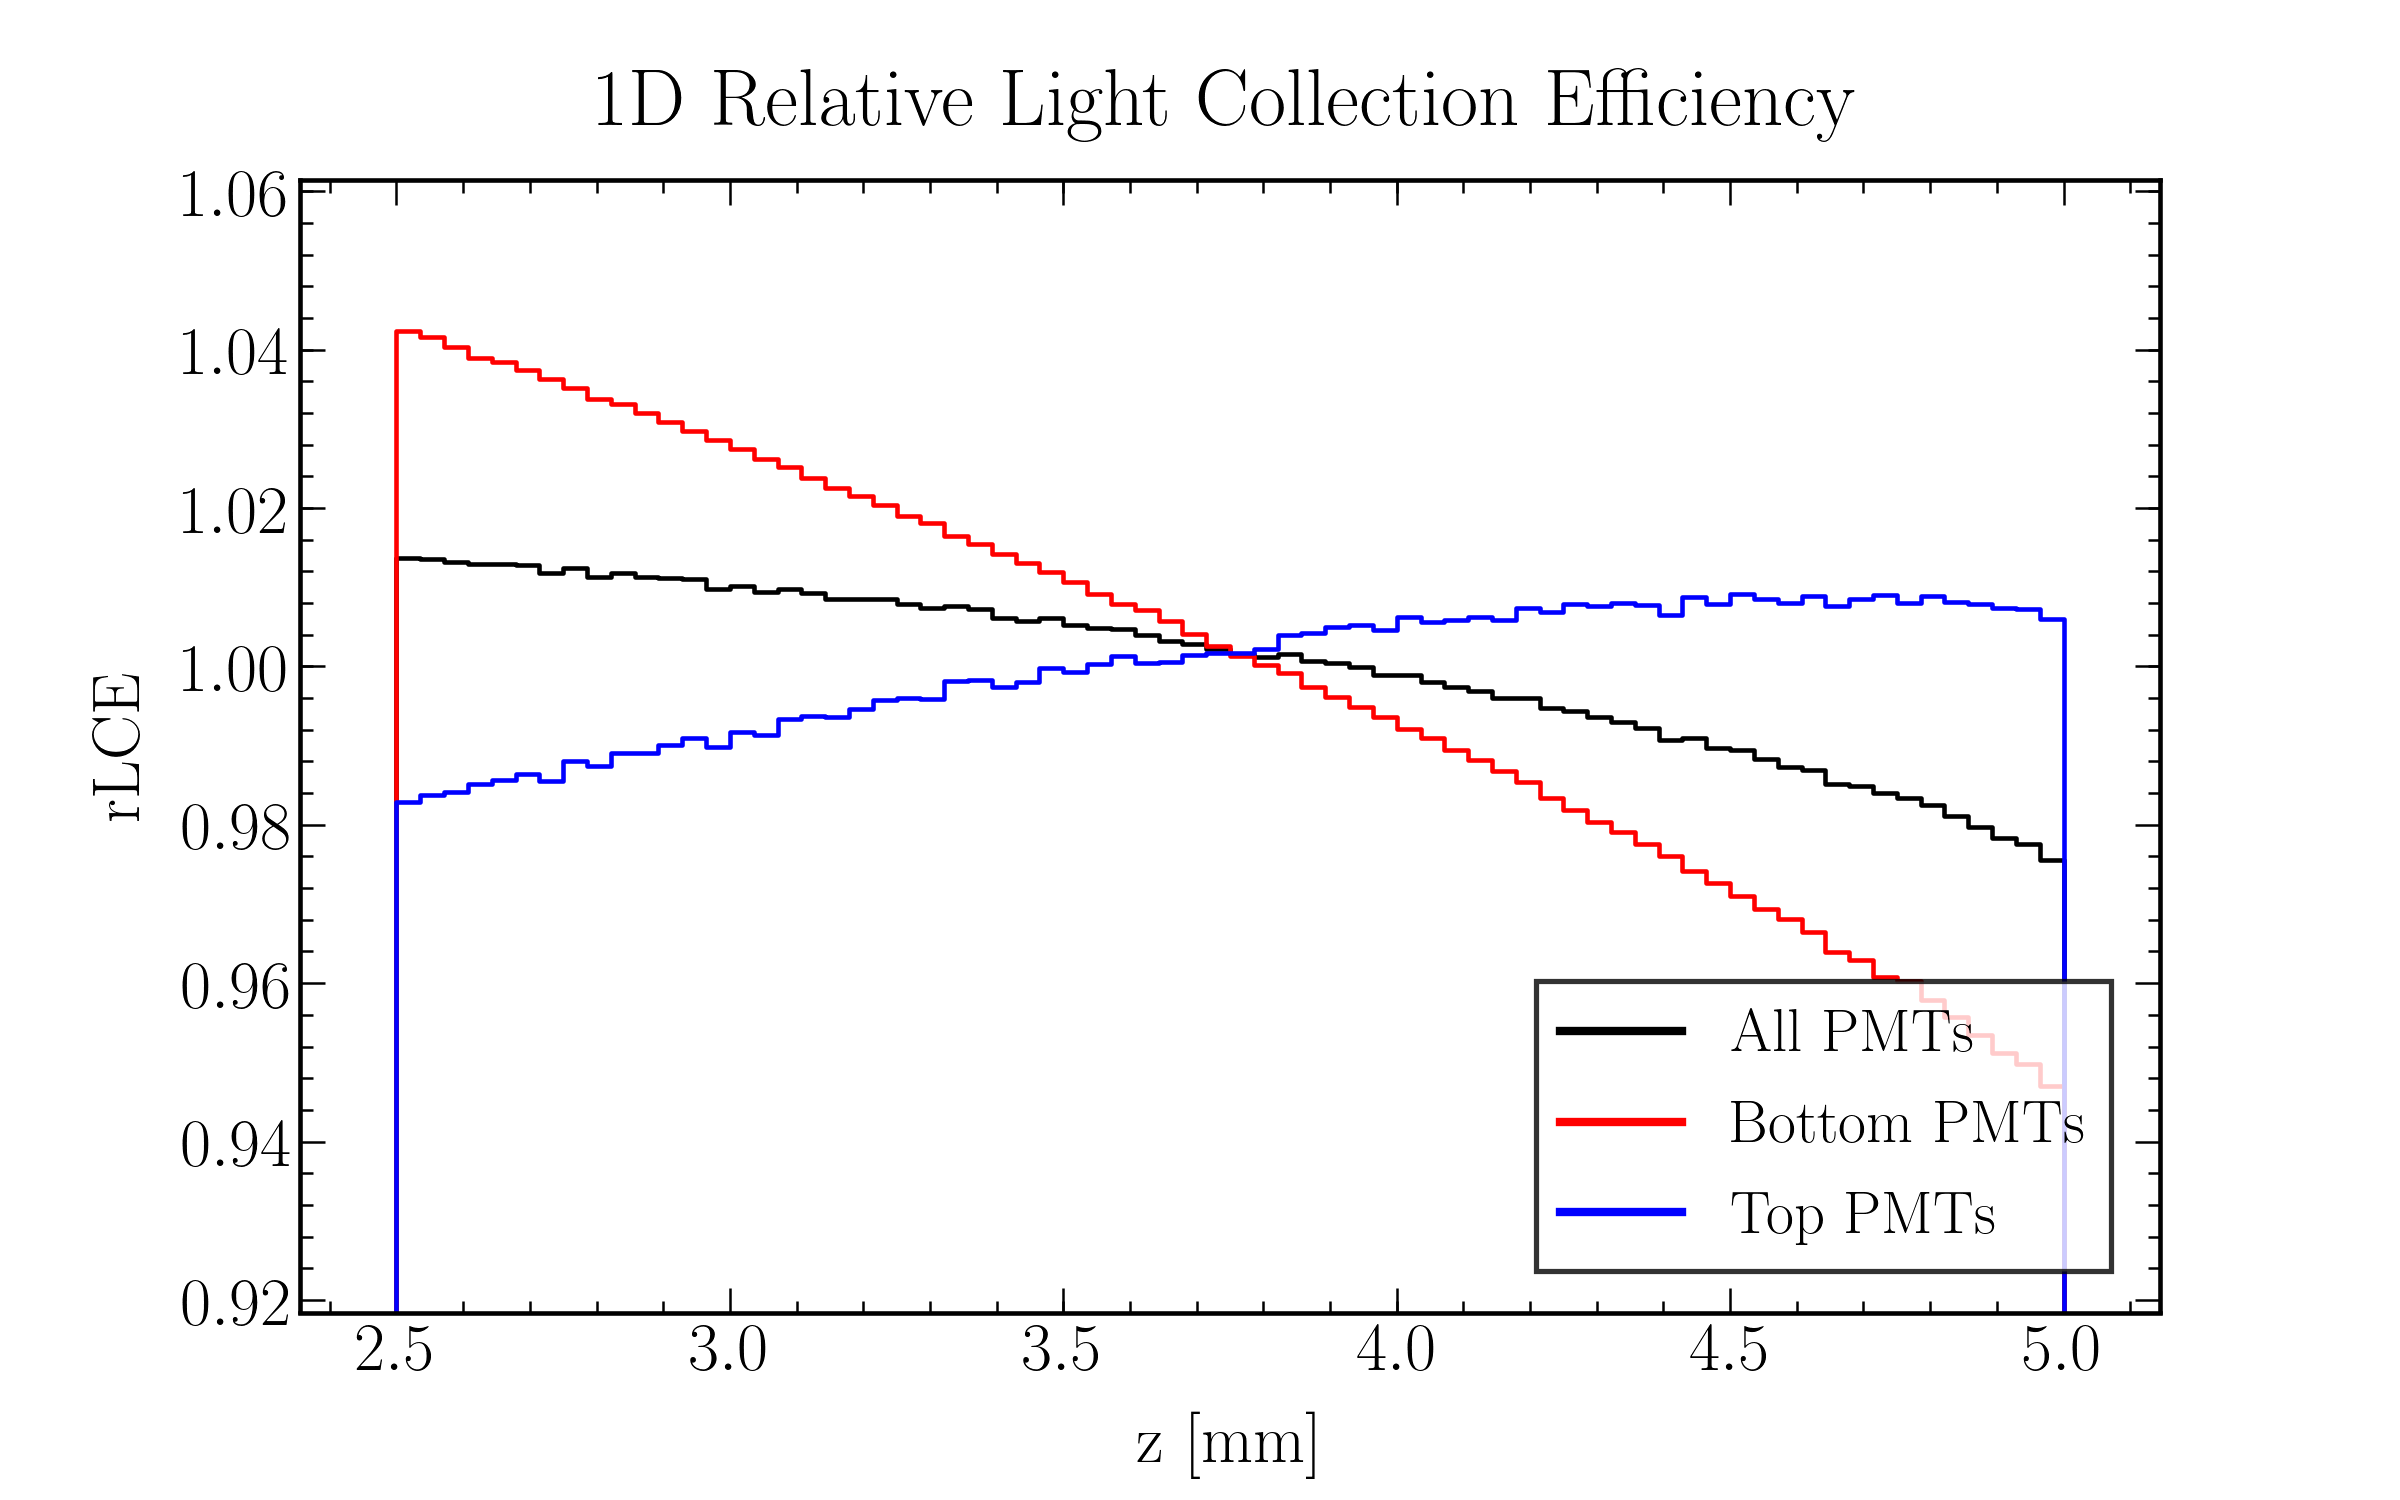 1D Relative Light Collection Efficiency
1.06
1.04
1.02
1.00
0.98
0.96
0.94
0.92
rLCE
All PMTs
Bottom PMTs
Top PMTs
2.5 3.0 3.5 4.0 4.5 5.0
z [mm]